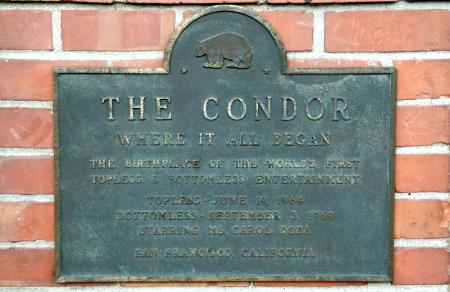 THE CONDOR
WHERE IT ALL BEGAN
THE BIRTHPLACE OF THE WORLD'S FIRST
TOPLESS & BOTTOMLESS ENTERTAINMENT
TOPLESS - JUNE 19, 1964
BOTTOMLESS - SEPTEMBER 3, 1969
STARRING MS. CAROL DODA
SAN FRANCISCO, CALIFORNIA